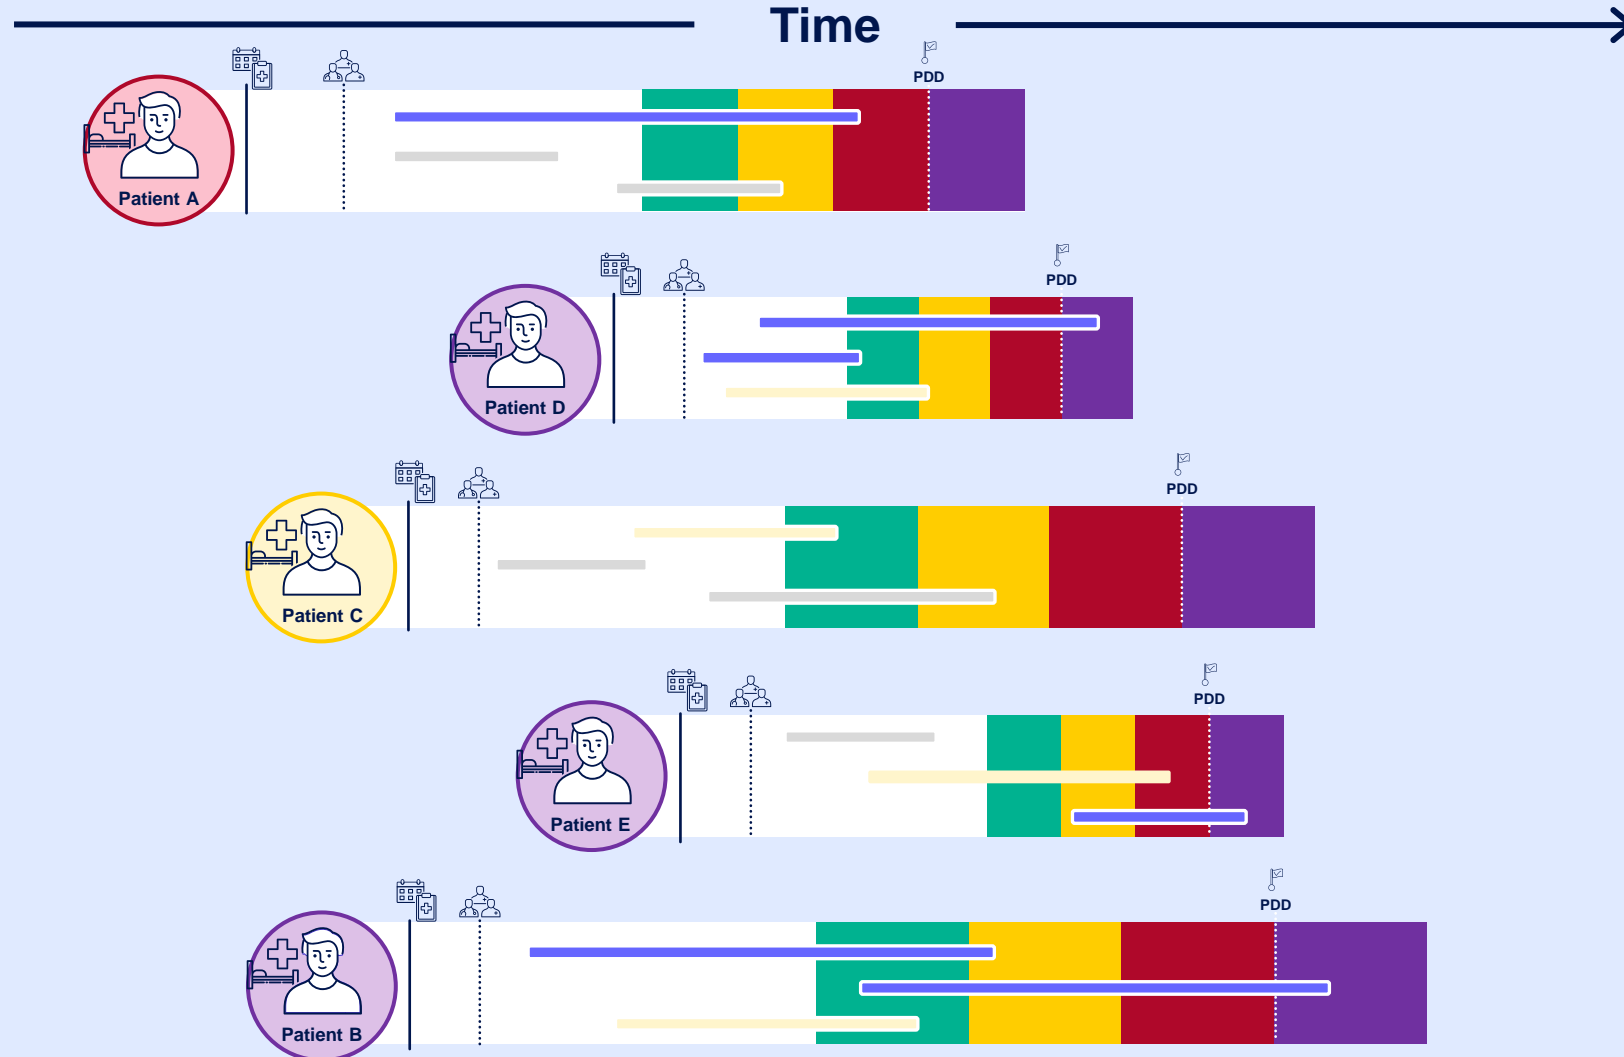 Time
PDD
Patient A
PDD
Patient D
PDD
Patient C
PDD
Patient E
PDD
Patient B